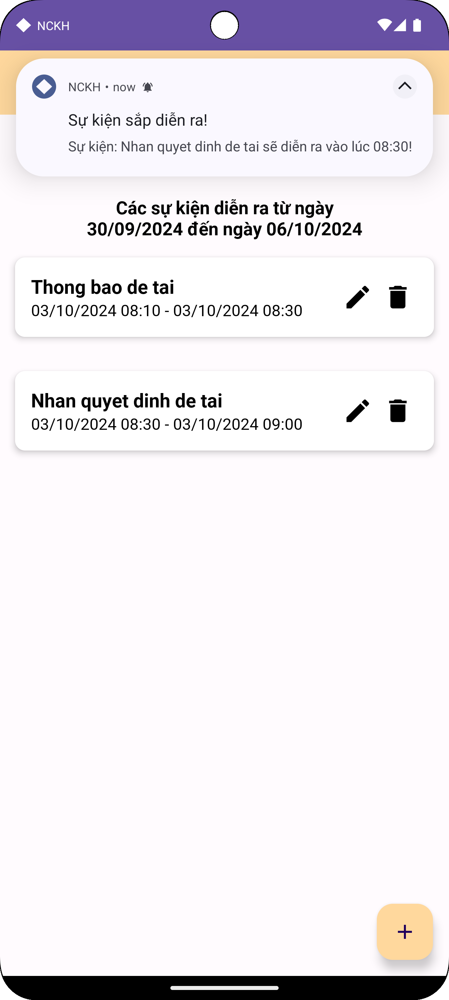 NCKH
NCKH • now
Sự kiện sắp diễn ra!
Sự kiện: Nhan quyet dinh de tai sẽ diễn ra vào lúc 08:30!
Các sự kiện diễn ra từ ngày
30/09/2024 đến ngày 06/10/2024
Thong bao de tai
03/10/2024 08:10 - 03/10/2024 08:30
Nhan quyet dinh de tai
03/10/2024 08:30 - 03/10/2024 09:00